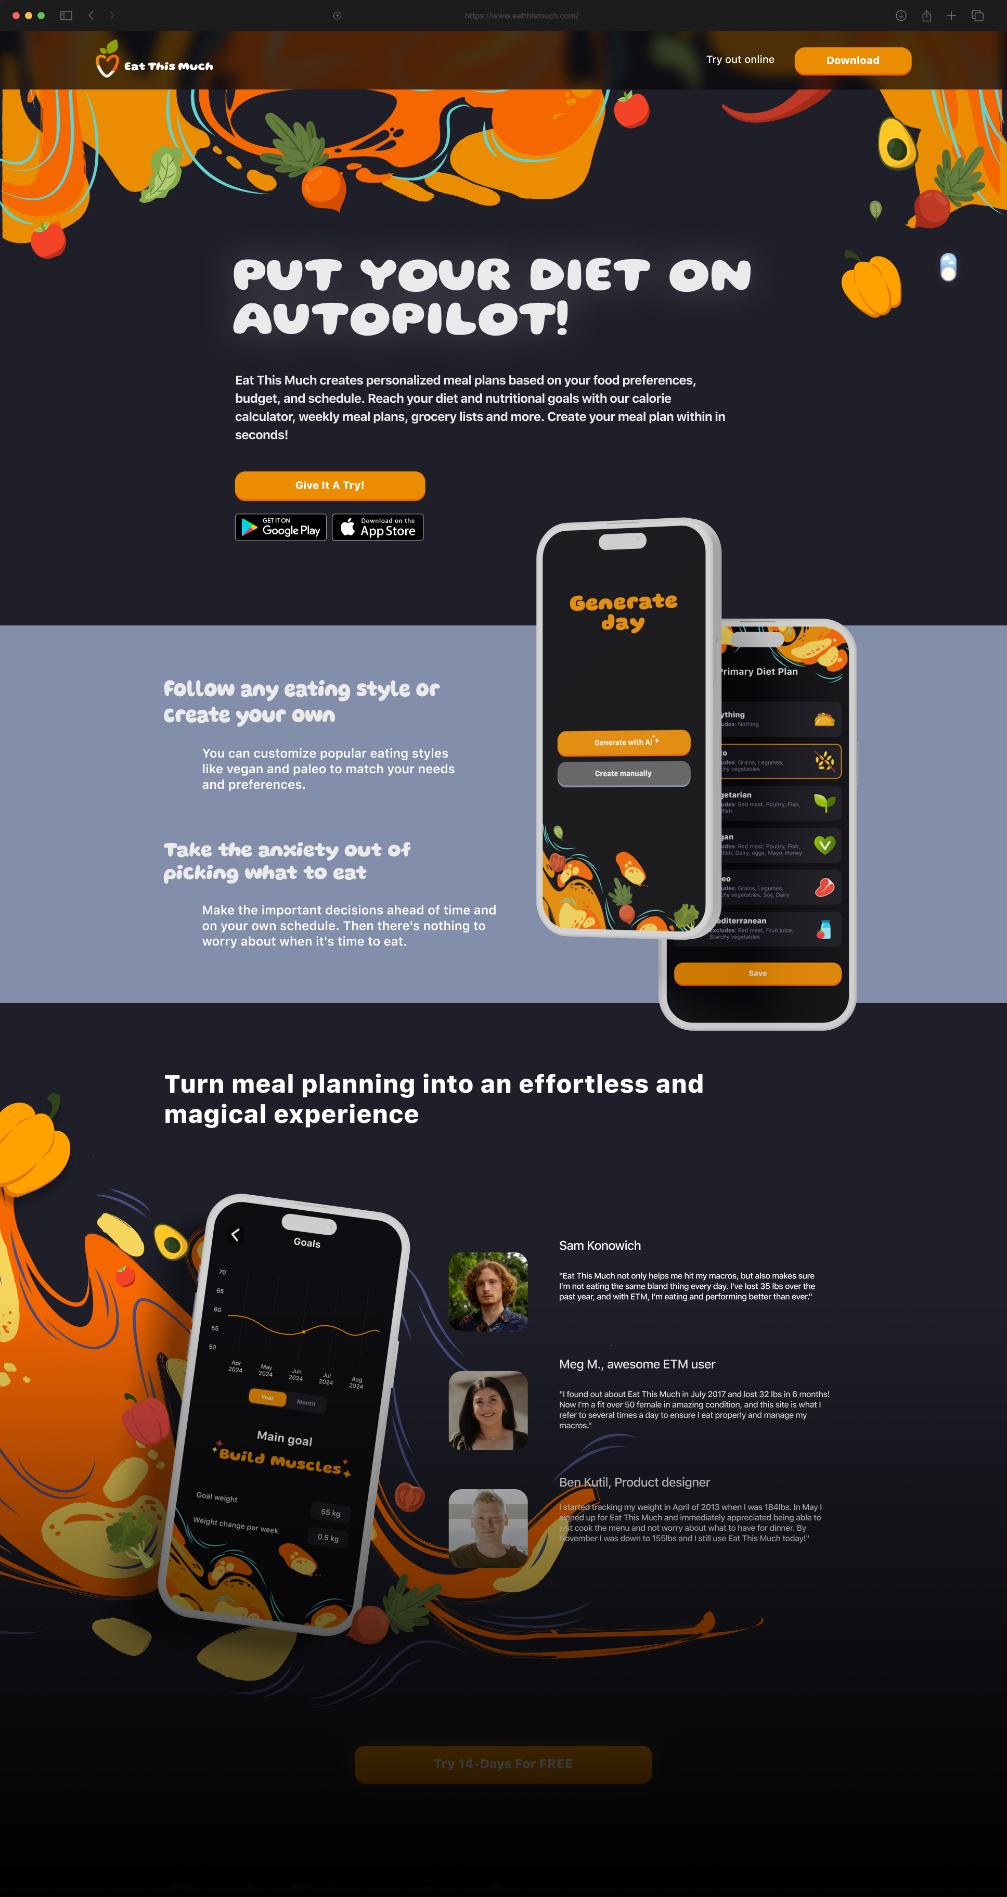 https://www.eatthismuch.com/
Eat This Much
Try out online
Download
PUT YOUR DIET ON
AUTOPILOT!
Eat This Much creates personalized meal plans based on your food preferences,
budget, and schedule. Reach your diet and nutritional goals with our calorie
calculator, weekly meal plans, grocery lists and more. Create your meal plan within in
seconds!
Give It A Try!
GET IT ON
Google Play
Download on the
App Store
Generate
day
Generate with AI
Create manually
Primary Diet Plan
ything
udes: Nothing
to
udes: Grains, Legumes,
chy vegetables
getarian
udes: Red meat, Poultry, Fish,
fish
gan
udes: Red meat, Poultry, Fish,
fish, Dairy, eggs, Mayo, Honey
eo
udes: Grains, Legumes,
chy vegetables, Soy, Dairy
editerranean
Excludes: Red meat, Fruit juice,
Starchy vegetables
Save
Follow any eating style or
create your own
You can customize popular eating styles
like vegan and paleo to match your needs
and preferences.
Take the anxiety out of
picking what to eat
Make the important decisions ahead of time and
on your own schedule. Then there's nothing to
worry about when it's time to eat.
Turn meal planning into an effortless and
magical experience
Goals
70
65
60
55
50
Apr
2024
May
2024
Jun
2024
Jul
2024
Aug
2024
Year
Month
Main goal
Build Muscles
Goal weight
55 kg
Weight change per week
0.5 kg
Sam Konowich
"Eat This Much not only helps me hit my macros, but also makes sure
I'm not eating the same bland thing every day. I've lost 35 lbs over the
past year, and with ETM, I'm eating and performing better than ever."
Meg M., awesome ETM user
"I found out about Eat This Much in July 2017 and lost 32 lbs in 6 months!
Now I'm a fit over 50 female in amazing condition, and this site is what I
refer to several times a day to ensure I eat properly and manage my
macros."
Ben Kutil, Product designer
I started tracking my weight in April of 2013 when I was 184lbs. In May I
signed up for Eat This Much and immediately appreciated being able to
just cook the menu and not worry about what to have for dinner. By
November I was down to 155lbs and I still use Eat This Much today!"
Try 14-Days For FREE